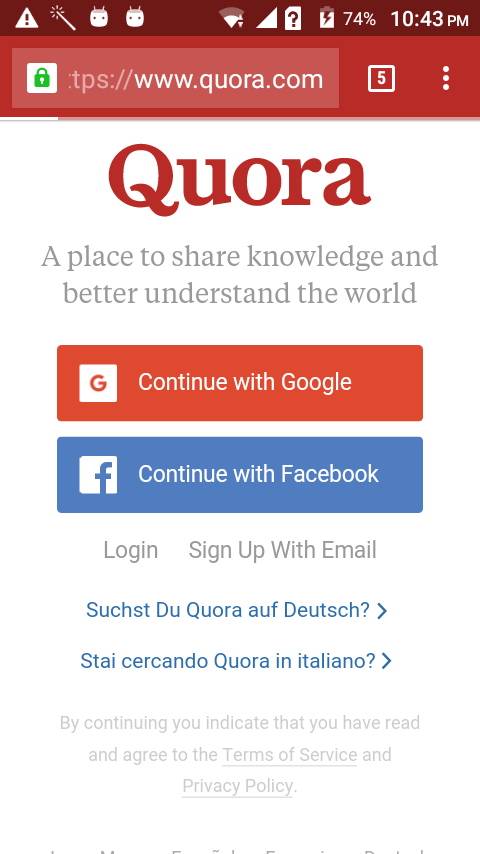 74% 10:43 PM
tps://www.quora.com 5
Quora
A place to share knowledge and
better understand the world
G Continue with Google
f Continue with Facebook
Login Sign Up With Email
Suchst Du Quora auf Deutsch?
Stai cercando Quora in italiano?
By continuing you indicate that you have read
and agree to the Terms of Service and
Privacy Policy.